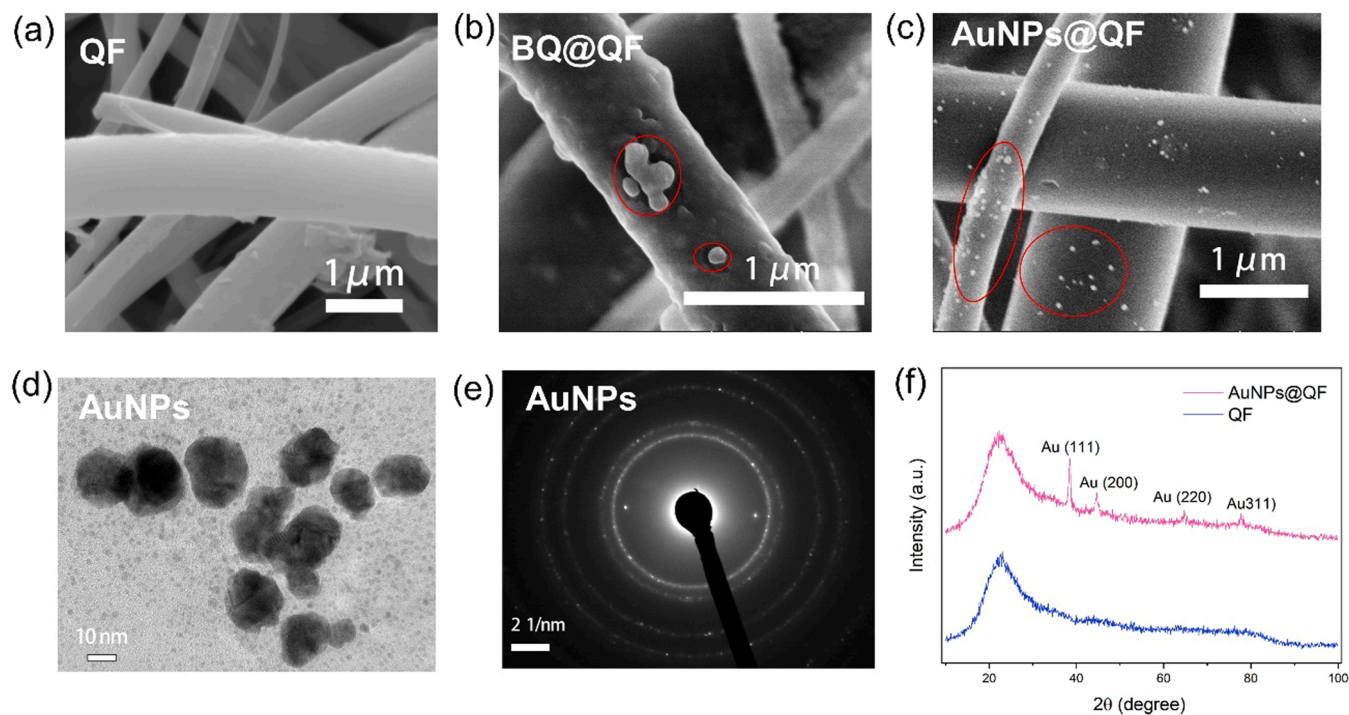 (a)
QF
1 μm
(b)
BQ@QF
1 μm
(c)
AuNPs@QF
1 μm
(d)
AuNPs
10 nm
(e)
AuNPs
2 1/nm
(f)
AuNPs@QF
QF
Au (111)
Au (200)
Au (220)
Au311)
Intensity (a.u.)
20 40 60 80 100
2θ (degree)